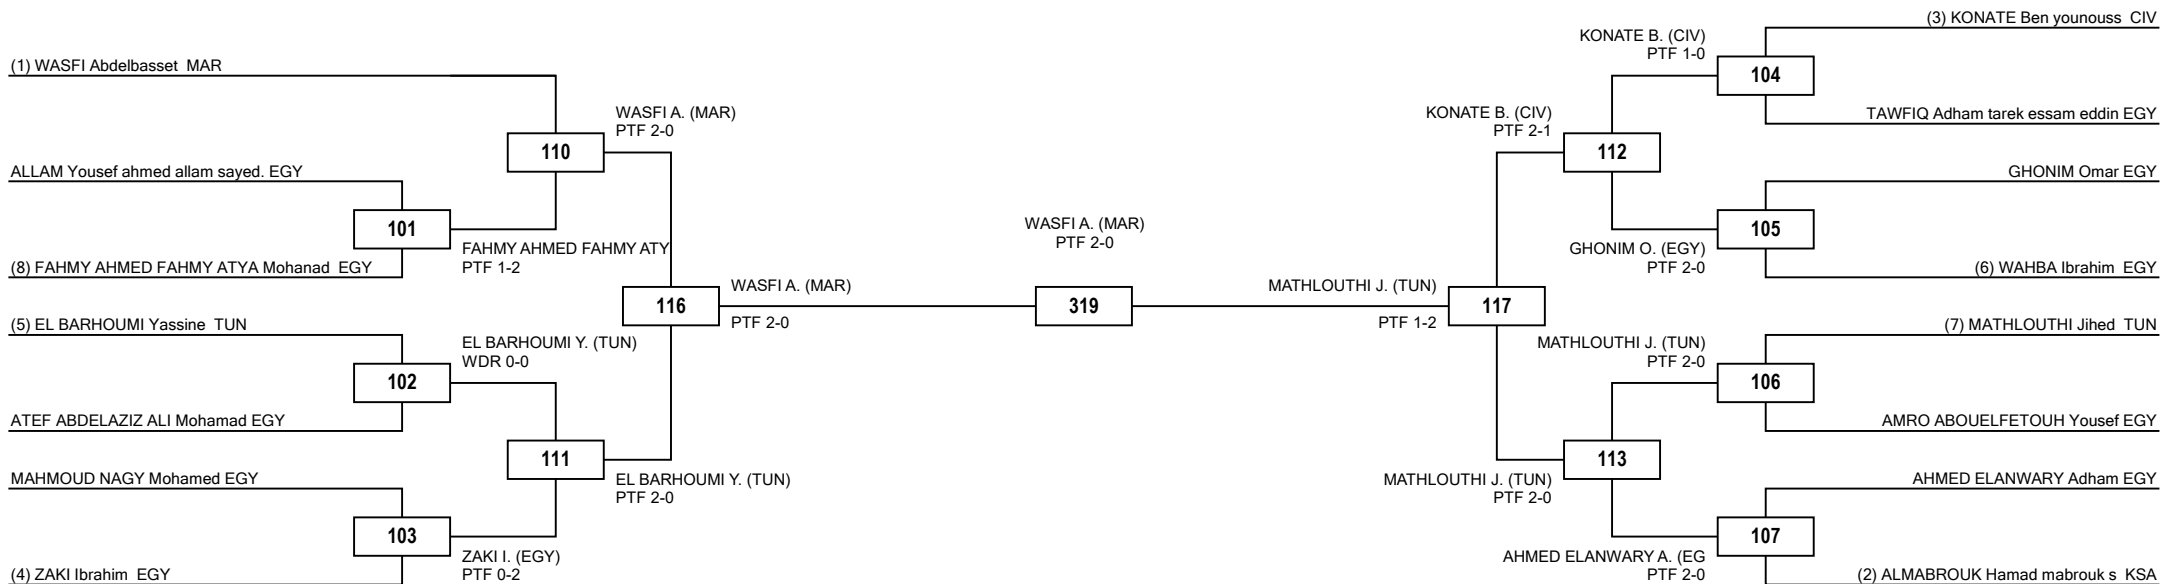 (3) KONATE Ben younouss CIV
KONATE B. (CIV)
PTF 1-0
(1) WASFI Abdelbasset MAR
104
WASFI A. (MAR)
PTF 2-0
KONATE B. (CIV)
PTF 2-1
TAWFIQ Adham tarek essam eddin EGY
110
112
ALLAM Yousef ahmed allam sayed. EGY
GHONIM Omar EGY
101
WASFI A. (MAR)
PTF 2-0
105
FAHMY AHMED FAHMY ATY
PTF 1-2
GHONIM O. (EGY)
PTF 2-0
(8) FAHMY AHMED FAHMY ATYA Mohanad EGY
(6) WAHBA Ibrahim EGY
116
WASFI A. (MAR)
PTF 2-0
319
MATHLOUTHI J. (TUN)
PTF 1-2
117
(5) EL BARHOUMI Yassine TUN
(7) MATHLOUTHI Jihed TUN
EL BARHOUMI Y. (TUN)
WDR 0-0
MATHLOUTHI J. (TUN)
PTF 2-0
102
106
ATEF ABDELAZIZ ALI Mohamad EGY
AMRO ABOUELFETOUH Yousef EGY
111
113
MAHMOUD NAGY Mohamed EGY
EL BARHOUMI Y. (TUN)
PTF 2-0
MATHLOUTHI J. (TUN)
PTF 2-0
AHMED ELANWARY Adham EGY
103
107
ZAKI I. (EGY)
PTF 0-2
AHMED ELANWARY A. (EG
PTF 2-0
(4) ZAKI Ibrahim EGY
(2) ALMABROUK Hamad mabrouk s KSA